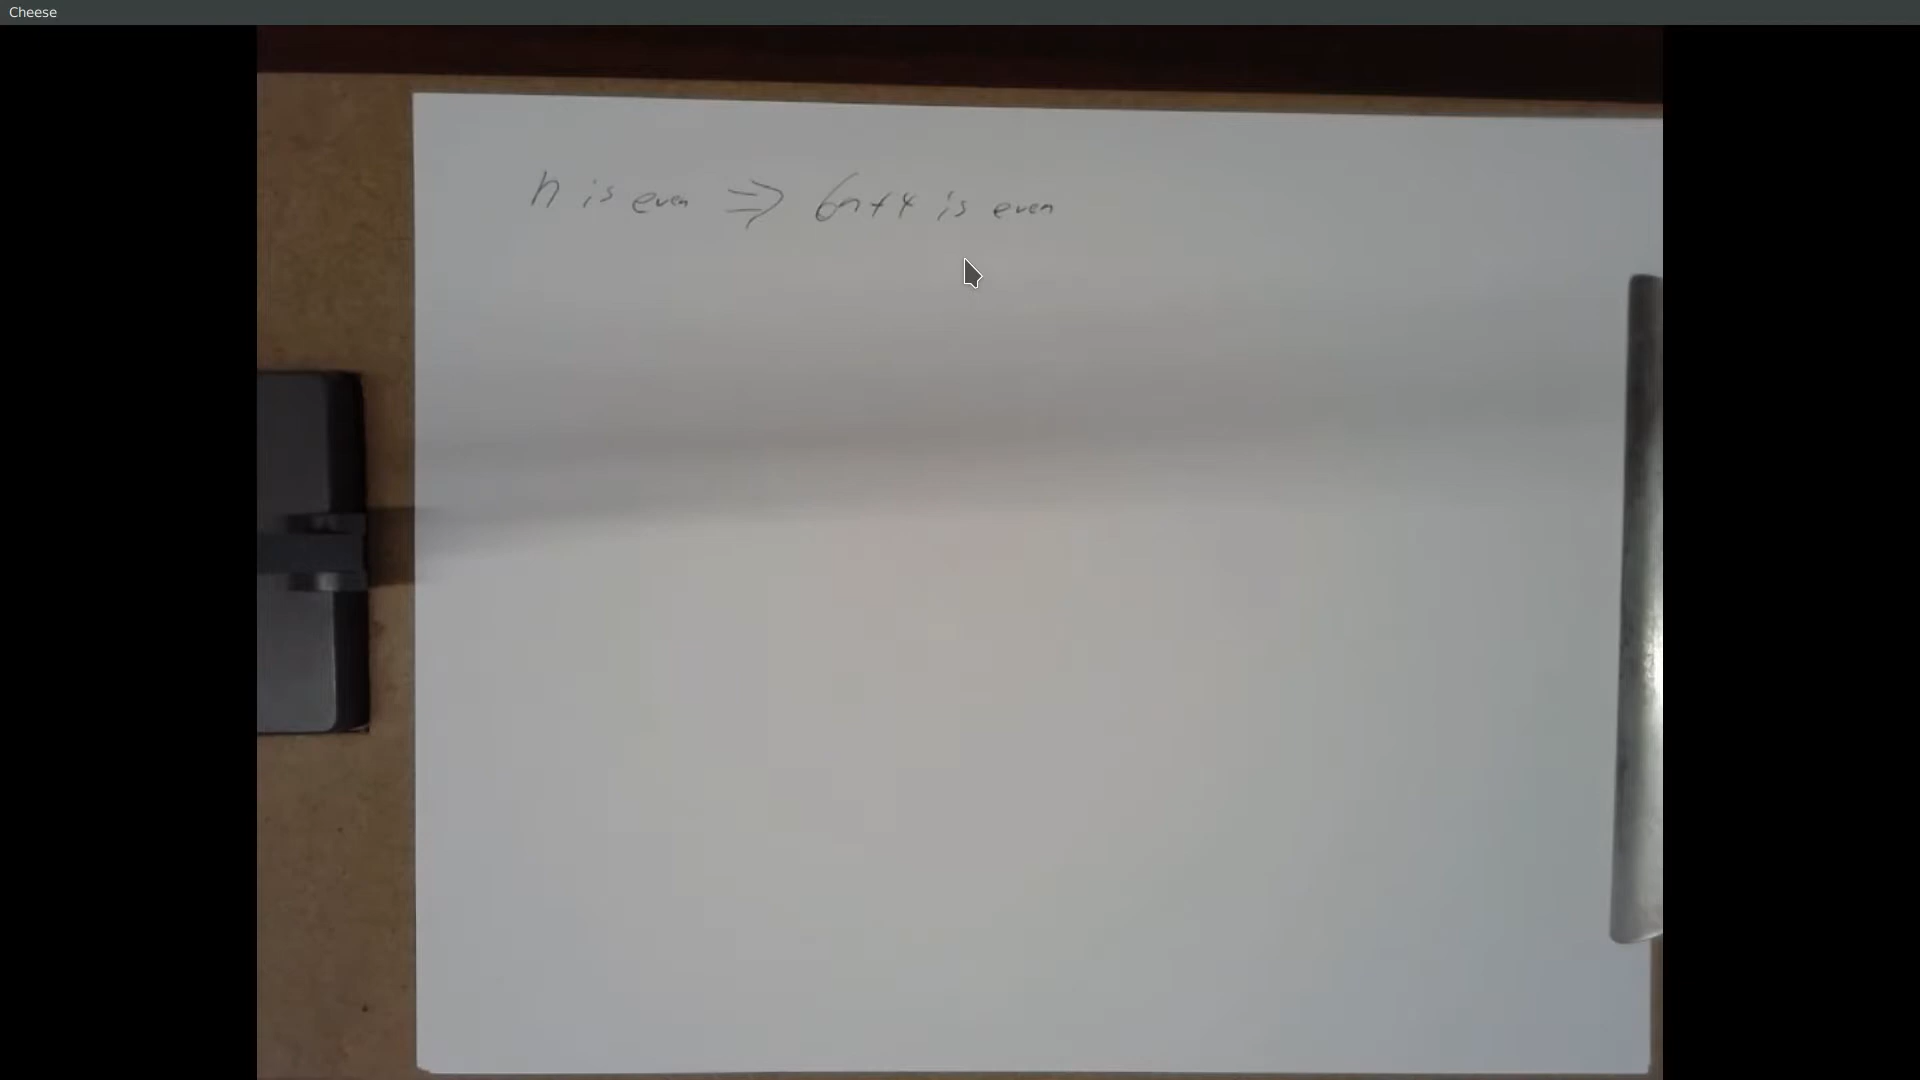 Cheese
n is even ⇒ 6n+4 is even